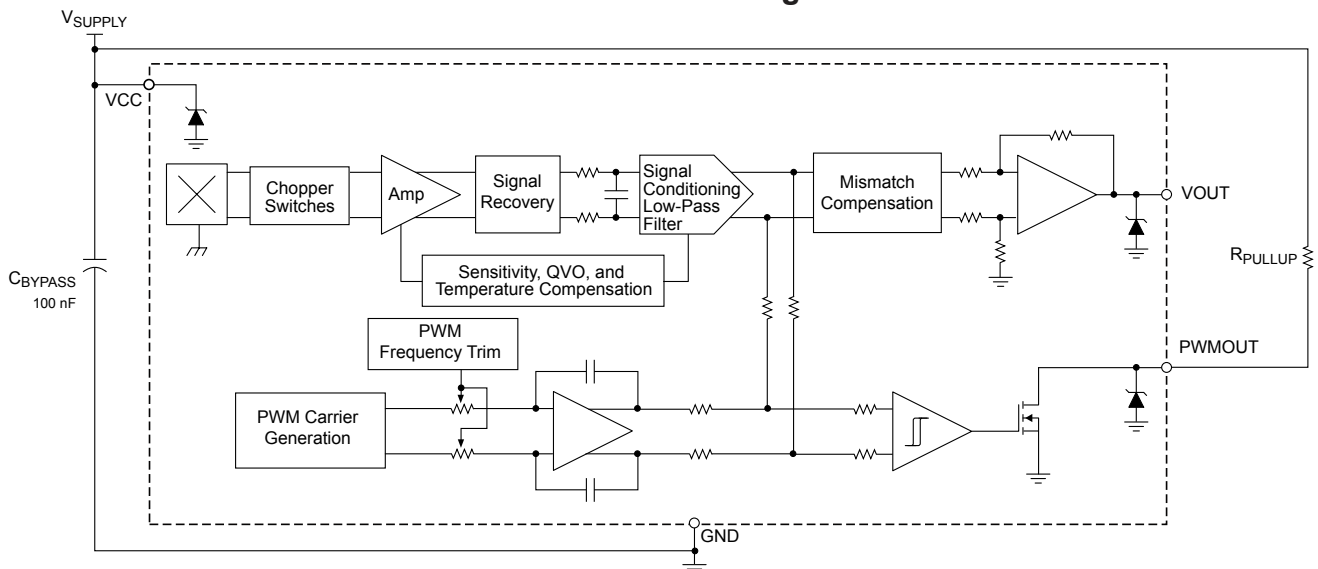 VSUPPLY
VCC
Chopper
Switches
Amp
Signal
Recovery
Signal
Conditioning
Low-Pass
Filter
Mismatch
Compensation
VOUT
Sensitivity, QVO, and
Temperature Compensation
CBYPASS
100 nF
RPULLUP
PWM
Frequency Trim
PWMOUT
PWM Carrier
Generation
GND